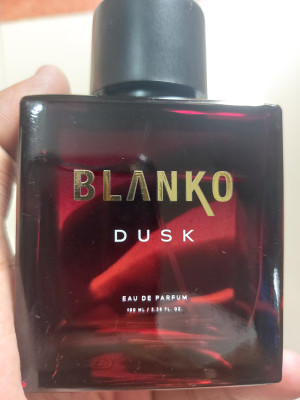 BLANKO
DUSK
EAU DE PARFUM
100 ML / 3.38 FL. OZ.